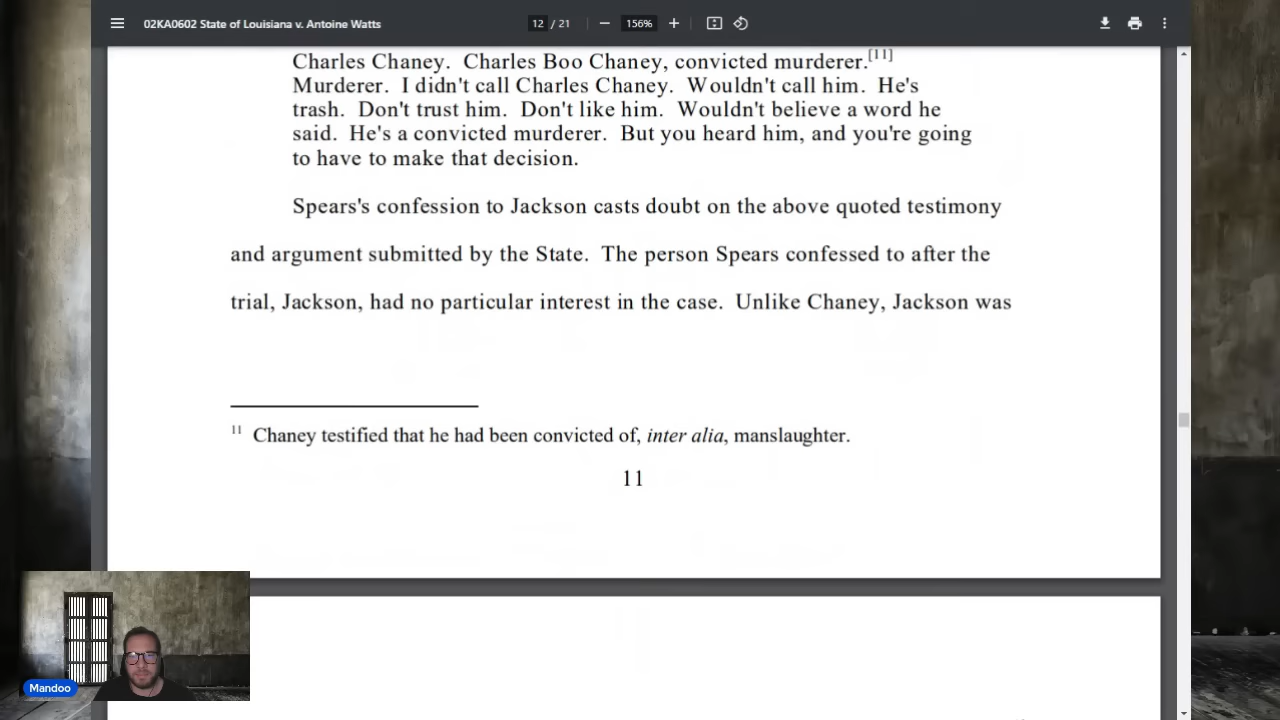 02KA0602 State of Louisiana v. Antoine Watts
12 / 21
156%
Charles Chaney. Charles Boo Chaney, convicted murderer.[11]
Murderer. I didn't call Charles Chaney. Wouldn't call him. He's
trash. Don't trust him. Don't like him. Wouldn't believe a word he
said. He's a convicted murderer. But you heard him, and you're going
to have to make that decision.
Spears's confession to Jackson casts doubt on the above quoted testimony
and argument submitted by the State. The person Spears confessed to after the
trial, Jackson, had no particular interest in the case. Unlike Chaney, Jackson was
11 Chaney testified that he had been convicted of, inter alia, manslaughter.
11
Mandoo